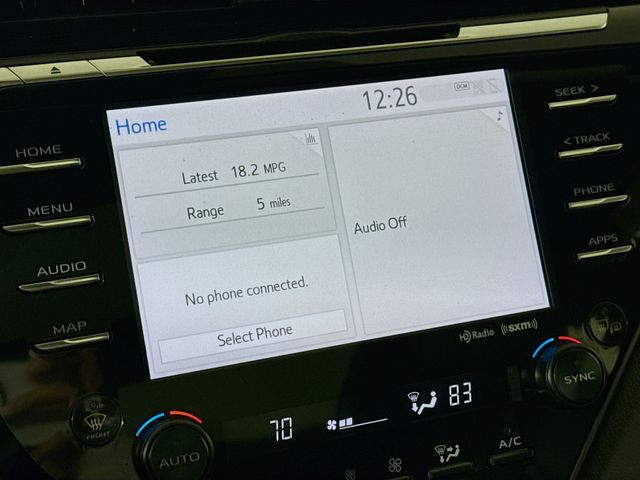 Home
12:26
DCM
Latest 18.2 MPG
Range 5 miles
Audio Off
No phone connected.
Select Phone
HOME
MENU
AUDIO
MAP
SEEK >
< TRACK
PHONE
APPS
HD Radio ((sxm))
FRONT
AUTO
70
83
SYNC
A/C